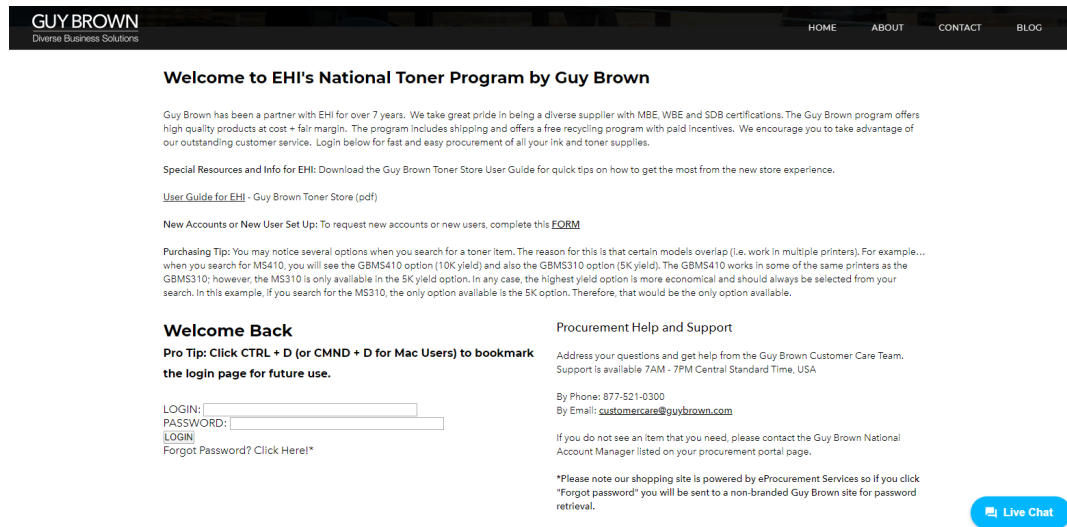 GUY BROWN
Diverse Business Solutions
HOME ABOUT CONTACT BLOG
Welcome to EHI's National Toner Program by Guy Brown
Guy Brown has been a partner with EHI for over 7 years. We take great pride in being a diverse supplier with MBE, WBE and SDB certifications. The Guy Brown program offers
high quality products at cost + fair margin. The program includes shipping and offers a free recycling program with paid incentives. We encourage you to take advantage of
our outstanding customer service. Login below for fast and easy procurement of all your ink and toner supplies.
Special Resources and Info for EHI: Download the Guy Brown Toner Store User Guide for quick tips on how to get the most from the new store experience.
User Guide for EHI - Guy Brown Toner Store (pdf)
New Accounts or New User Set Up: To request new accounts or new users, complete this FORM
Purchasing Tip: You may notice several options when you search for a toner item. The reason for this is that certain models overlap (i.e. work in multiple printers). For example…
when you search for MS410, you will see the GBMS410 option (10K yield) and also the GBMS310 option (5K yield). The GBMS410 works in some of the same printers as the
GBMS310; however, the MS310 is only available in the 5K yield option. In any case, the highest yield option is more economical and should always be selected from your
search. In this example, if you search for the MS310, the only option available is the 5K option. Therefore, that would be the only option available.
Welcome Back
Pro Tip: Click CTRL + D (or CMND + D for Mac Users) to bookmark
the login page for future use.
LOGIN:
PASSWORD:
LOGIN
Forgot Password? Click Here!*
Procurement Help and Support
Address your questions and get help from the Guy Brown Customer Care Team.
Support is available 7AM - 7PM Central Standard Time, USA
By Phone: 877-521-0300
By Email: customercare@guybrown.com
If you do not see an item that you need, please contact the Guy Brown National
Account Manager listed on your procurement portal page.
*Please note our shopping site is powered by eProcurement Services so if you click
"Forgot password" you will be sent to a non-branded Guy Brown site for password
retrieval.
Live Chat